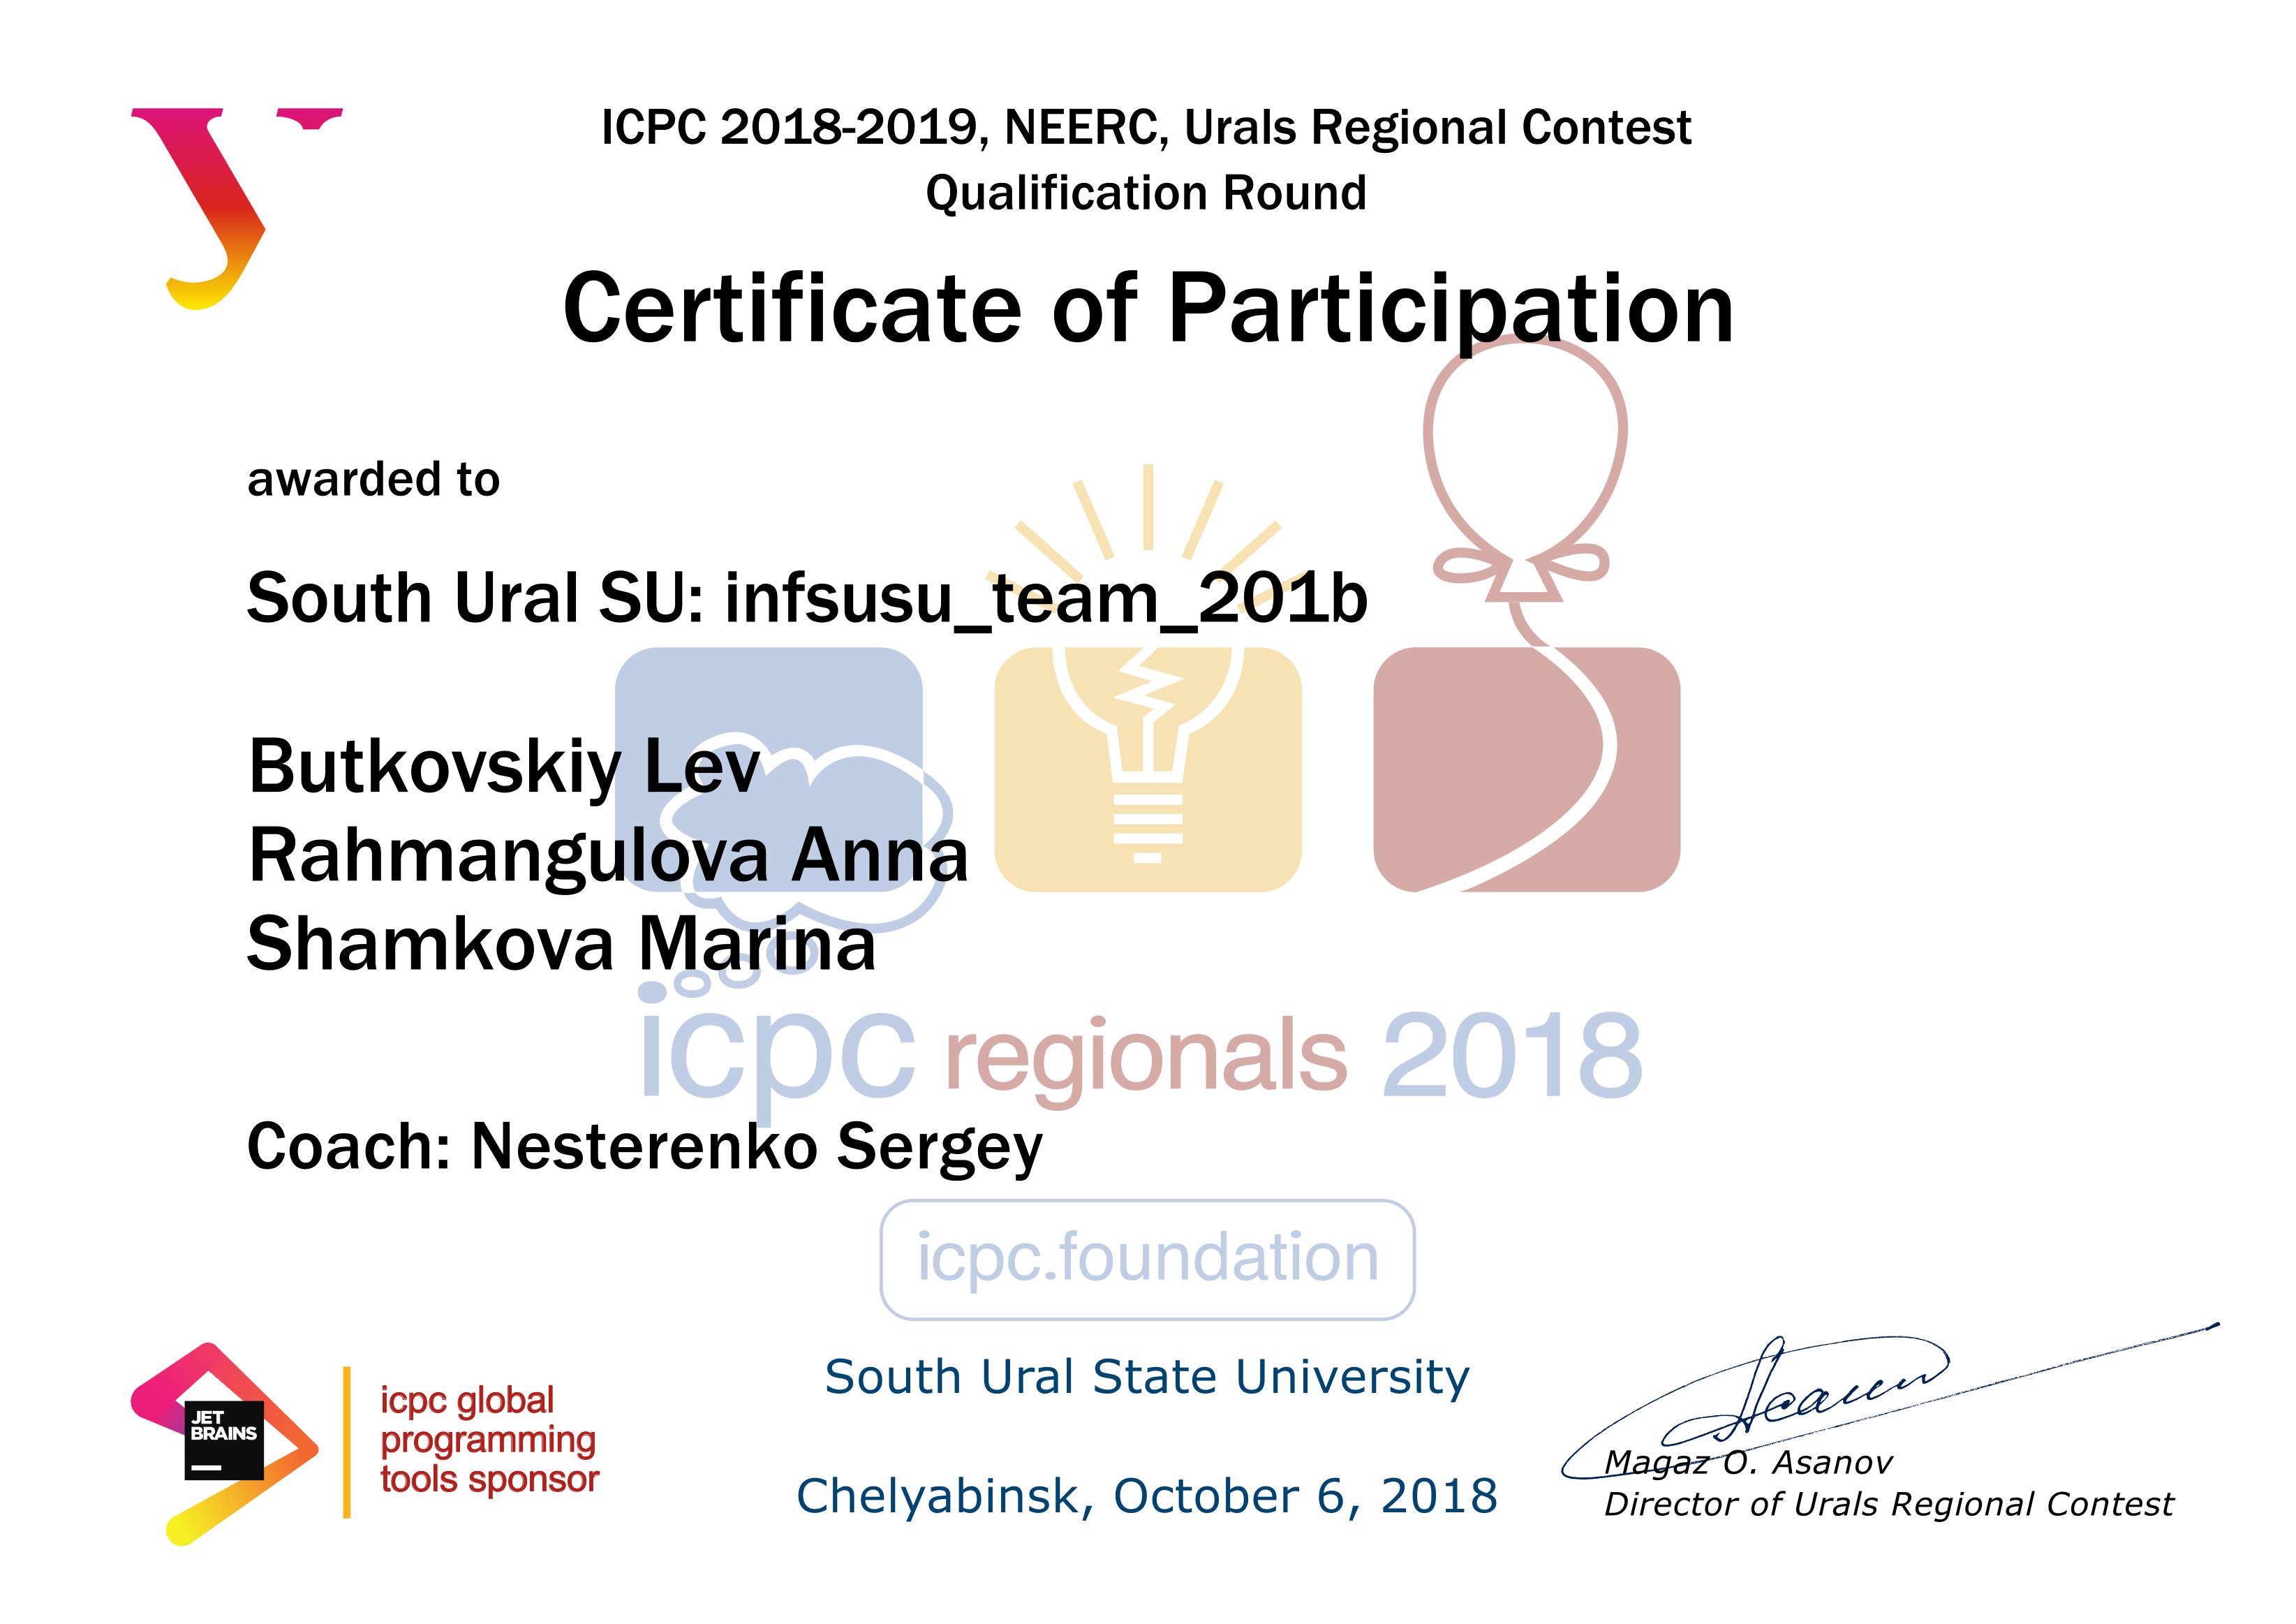 ICPC 2018-2019, NEERC, Urals Regional Contest
Qualification Round
Certificate of Participation
awarded to
South Ural SU: infsusu_team_201b
Butkovskiy Lev
Rahmangulova Anna
Shamkova Marina
icpc regionals 2018
Coach: Nesterenko Sergey
icpc.foundation
JET
BRAINS
icpc global
programming
tools sponsor
South Ural State University
Chelyabinsk, October 6, 2018
Magaz O. Asanov
Director of Urals Regional Contest